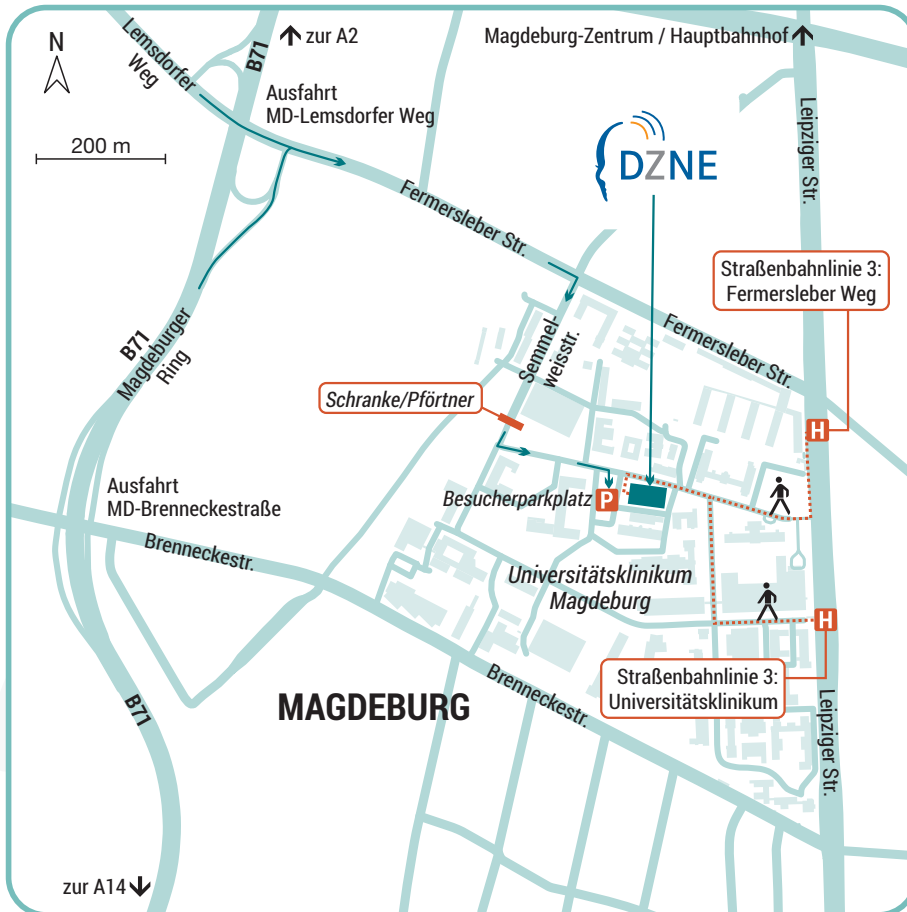 N
200 m
Lemsdorfer
Weg
B71
zur A2
Magdeburg-Zentrum / Hauptbahnhof
Ausfahrt
MD-Lemsdorfer Weg
Leipziger Str.
DZNE
Fermersleber Str.
Straßenbahnlinie 3:
Fermersleber Weg
B71
Magdeburger
Ring
Semmel-
weisstr.
Fermersleber Str.
Schranke/Pförtner
H
Ausfahrt
MD-Brenneckestraße
Besucherparkplatz
P
Brenneckestr.
Universitätsklinikum
Magdeburg
H
Straßenbahnlinie 3:
Universitätsklinikum
Brenneckestr.
MAGDEBURG
B71
Leipziger Str.
zur A14